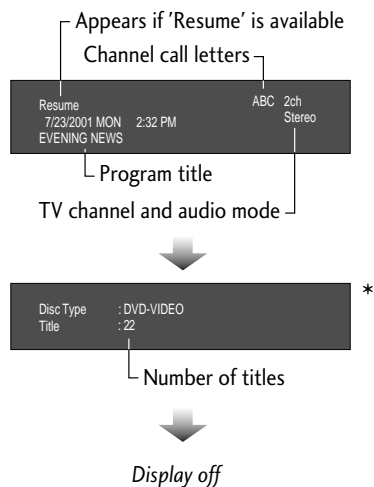 Appears if 'Resume' is available
Channel call letters
Resume ABC 2ch
7/23/2001 MON 2:32 PM Stereo
EVENING NEWS
Program title
TV channel and audio mode
Disc Type : DVD-VIDEO *
Title : 22
Number of titles
Display off